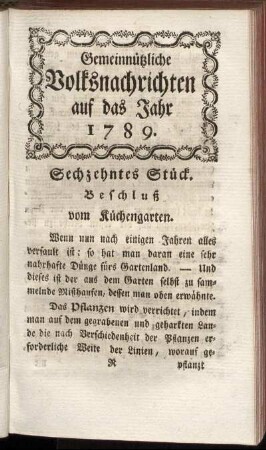 Gemeinnützliche
Volksnachrichten
auf das Jahr
1789.
Sechzehntes Stück.
Beschluß
vom Küchengarten.
Wenn nun nach einigen Jahren alles
verfault ist: so hat man daran eine sehr
nahrhafte Dünge fürs Gartenland. — Und
dieses ist der aus dem Garten selbst zu sam-
melnde Misthaufen, dessen man oben erwähnte.
Das Pflanzen wird verrichtet, indem
man auf dem gegrabenen und geharkten Lan-
de die nach Verschiedenheit der Pflanzen er-
forderliche Weite der Linien, worauf ge-
R pflanzt